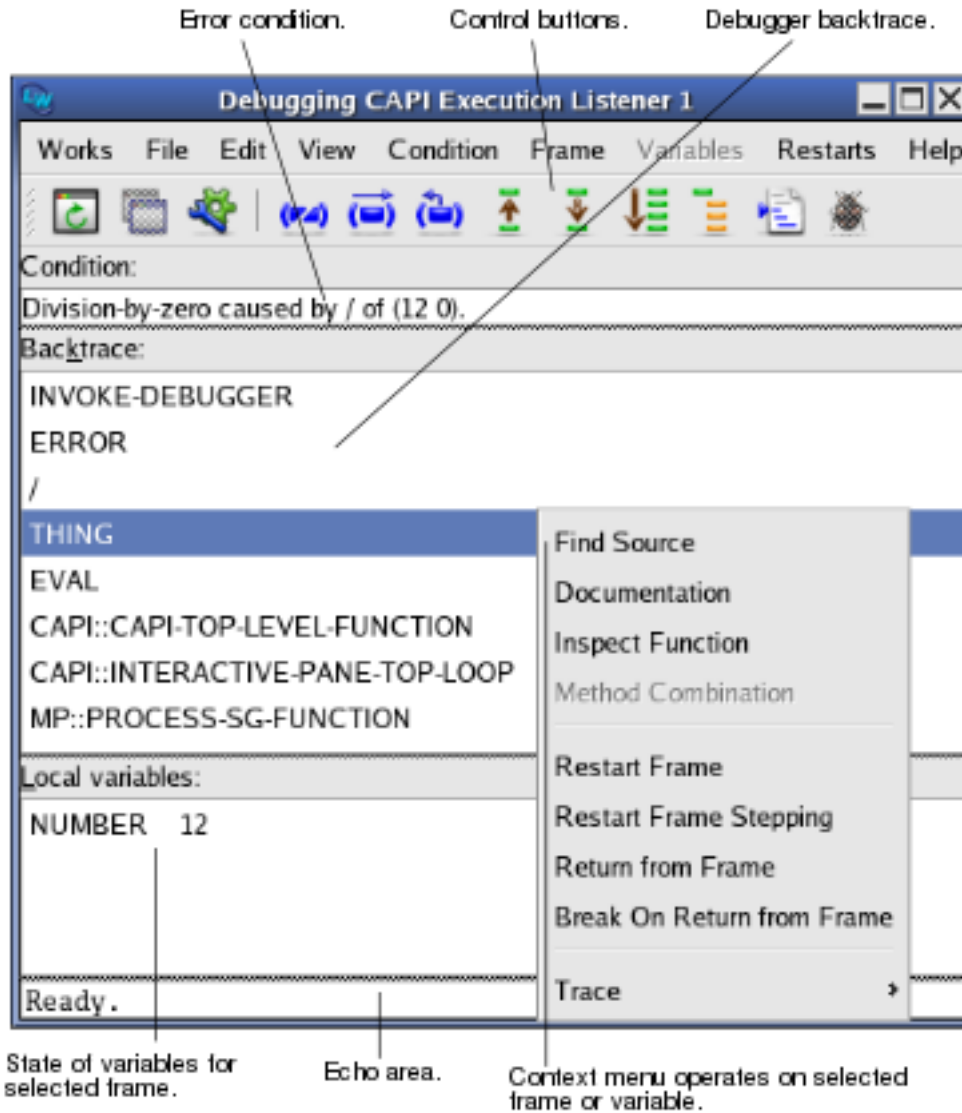 Error condition. Control buttons. Debugger backtrace.
Debugging CAPI Execution Listener 1
Works File Edit View Condition Frame Variables Restarts Help
Condition:
Division-by-zero caused by / of (12 0).
Backtrace:
INVOKE-DEBUGGER
ERROR
/
THING
EVAL
CAPI::CAPI-TOP-LEVEL-FUNCTION
CAPI::INTERACTIVE-PANE-TOP-LOOP
MP::PROCESS-SG-FUNCTION
Find Source
Documentation
Inspect Function
Method Combination
Restart Frame
Restart Frame Stepping
Return from Frame
Break On Return from Frame
Trace
Local variables:
NUMBER 12
Ready.
State of variables for
selected frame.
Echo area.
Context menu operates on selected
frame or variable.